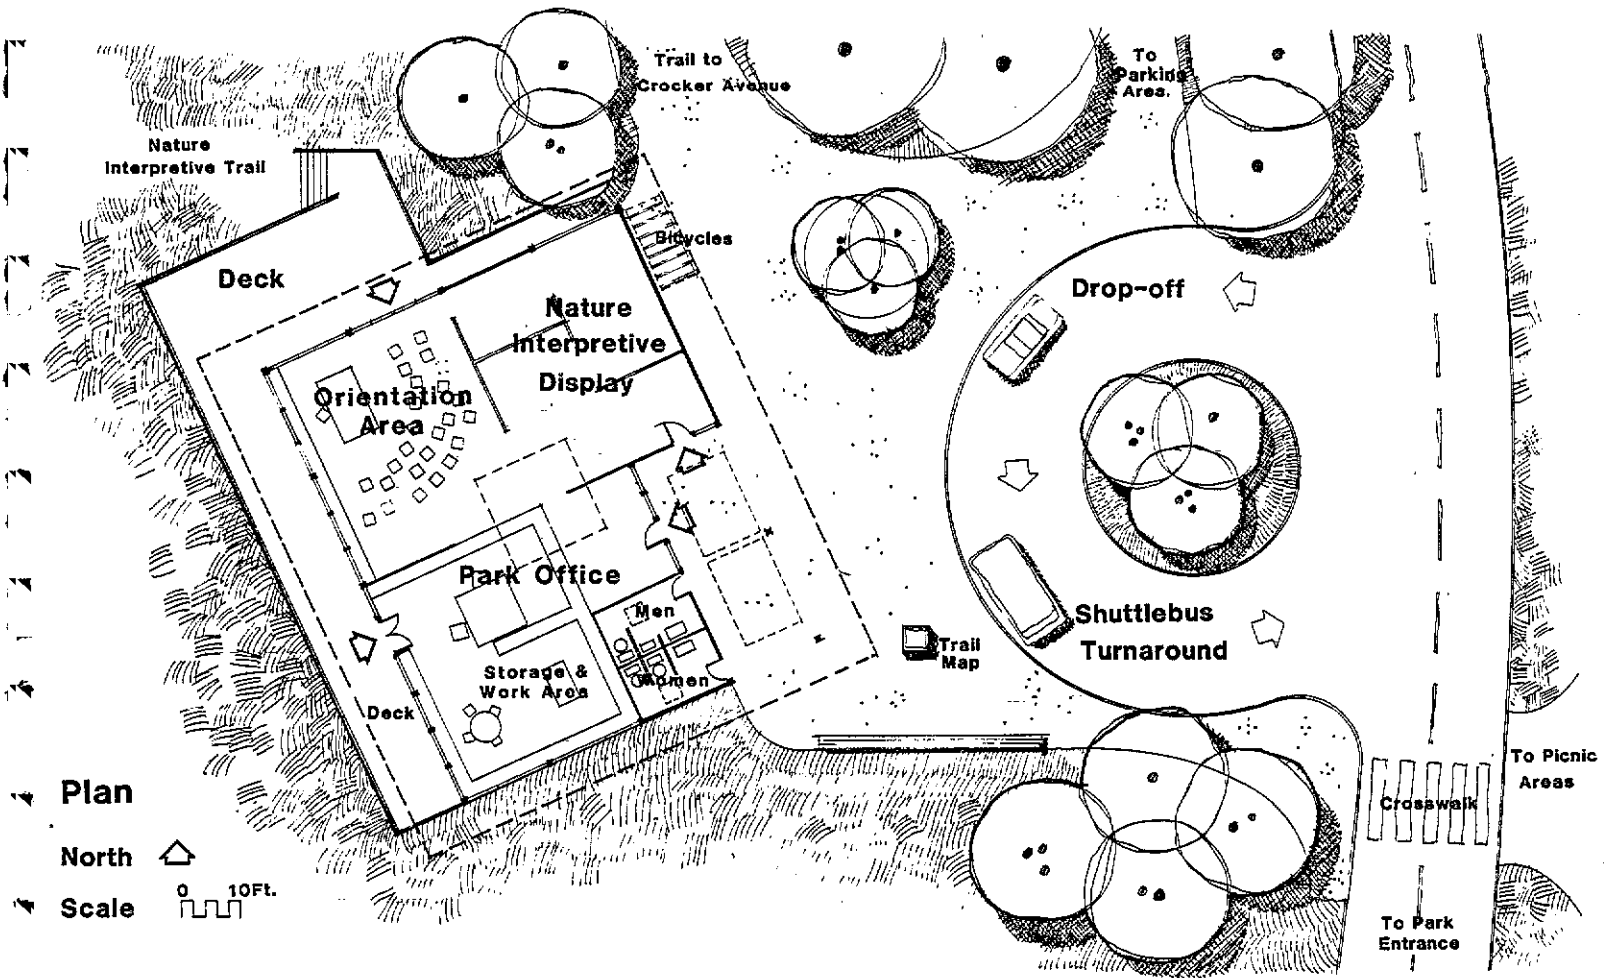 Trail to
Crocker Avenue
To
Parking
Area.
Nature
Interpretive Trail
Bicycles
Deck
Drop-off
Nature
Interpretive
Display
Orientation
Area
Park Office
Men
Women
Storage &
Work Area
Deck
Trail
Map
Shuttlebus
Turnaround
To Picnic
Areas
Crosswalk
To Park
Entrance
Plan
North
0 10Ft.
Scale